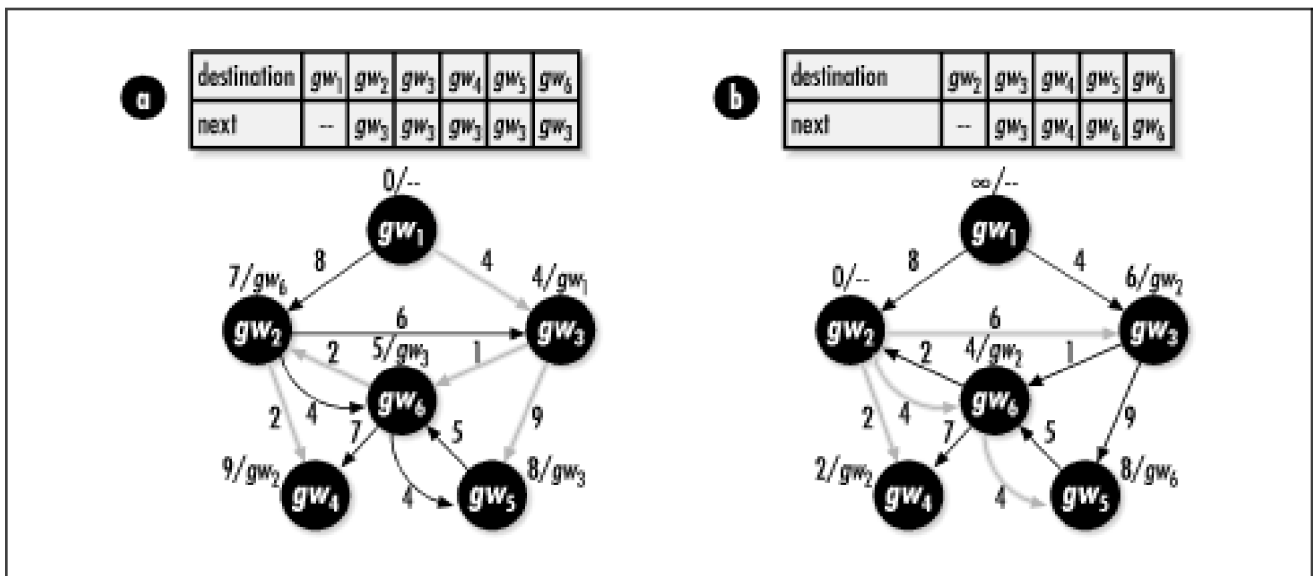 a
destination gw1 gw2 gw3 gw4 gw5 gw6
next -- gw3 gw3 gw3 gw3 gw3
0/--
gw1
8
4
7/gw6
4/gw1
gw2
6
gw3
5/gw3
2
1
gw6
2
4
7
5
9
9/gw2
gw4
4
gw5
8/gw3
b
destination gw2 gw3 gw4 gw5 gw6
next -- gw3 gw4 gw6 gw6
∞/--
gw1
8
4
0/--
6/gw2
gw2
6
gw3
4/gw2
2
1
gw6
2
4
7
5
9
2/gw2
gw4
4
gw5
8/gw6